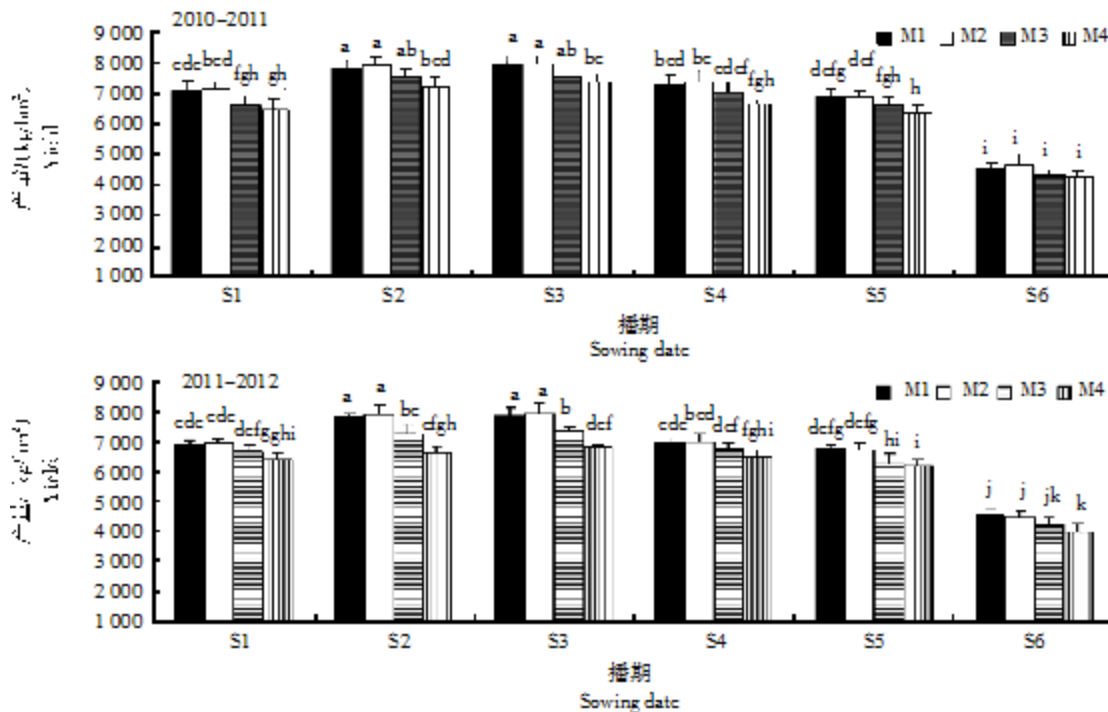 2010–2011
M1 M2 M3 M4
9 000
8 000
7 000
6 000
5 000
4 000
3 000
2 000
1 000
Yield
cde bcd fgh gh
a a ab bcd
a a ab bc
bcd bc cdef fgh
defg def fgh h
i i i i
S1 S2 S3 S4 S5 S6
播期
Sowing date
2011–2012
M1 M2 M3 M4
9 000
8 000
7 000
6 000
5 000
4 000
3 000
2 000
1 000
Yield
cde cde defg ghi
a a bc efgh
a a b def
cde bcd def fghi
defg defg hi i
j j jk k
S1 S2 S3 S4 S5 S6
播期
Sowing date